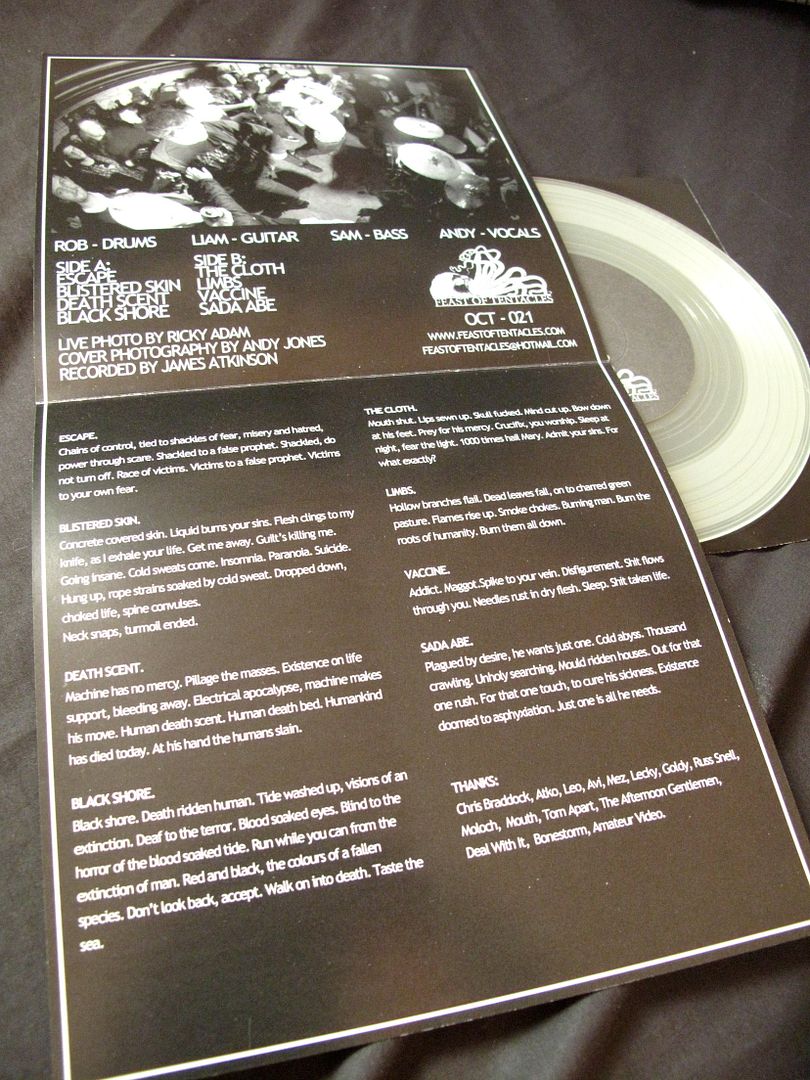 ROB - DRUMS LIAM - GUITAR SAM - BASS ANDY - VOCALS
SIDE A:
ESCAPE
BLISTERED SKIN
DEATH SCENT
BLACK SHORE
SIDE B:
THE CLOTH
LIMBS
VACCINE
SADA ABE
FEAST OF TENTACLES
OCT - 021
WWW.FEASTOFTENTACLES.COM
FEASTOFTENTACLES@HOTMAIL.COM
LIVE PHOTO BY RICKY ADAM
COVER PHOTOGRAPHY BY ANDY JONES
RECORDED BY JAMES ATKINSON
ESCAPE.
Chains of control, tied to shackles of fear, misery and hatred,
power through scare. Shackled to a false prophet. Shackled, do
not turn off. Race of victims. Victims to a false prophet. Victims
to your own fear.
BLISTERED SKIN.
Concrete covered skin. Liquid burns your sins. Flesh clings to my
knife, as I exhale your life. Get me away. Guilt's killing me.
Going insane. Cold sweats come. Insomnia. Paranoia. Suicide.
Hung up, rope strains soaked by cold sweat. Dropped down,
choked life, spine convulses.
Neck snaps, turmoil ended.
DEATH SCENT.
Machine has no mercy. Pillage the masses. Existence on life
support, bleeding away. Electrical apocalypse, machine makes
his move. Human death scent. Human death bed. Humankind
has died today. At his hand the humans slain.
BLACK SHORE.
Black shore. Death ridden human. Tide washed up, visions of an
extinction. Deaf to the terror. Blood soaked eyes. Blind to the
horror of the blood soaked tide. Run while you can from the
extinction of man. Red and black, the colours of a fallen
species. Don't look back, accept. Walk on into death. Taste the
sea.
THE CLOTH.
Mouth shut. Lips sewn up. Skull fucked. Mind cut up. Bow down
at his feet. Prey for his mercy. Crucifix, you worship. Sleep at
night, fear the light. 1000 times hail Mary. Admit your sins. For
what exactly?
LIMBS.
Hollow branches flail. Dead leaves fall, on to charred green
pasture. Flames rise up. Smoke chokes. Burning man. Burn the
roots of humanity. Burn them all down.
VACCINE.
Addict. Maggot.Spike to your vein. Disfigurement. Shit flows
through you. Needles rust in dry flesh. Sleep. Shit taken life.
SADA ABE.
Plagued by desire, he wants just one. Cold abyss. Thousand
crawling. Unholy searching. Mould ridden houses. Out for that
one rush. For that one touch, to cure his sickness. Existence
doomed to asphyxiation. Just one is all he needs.
THANKS:
Chris Braddock, Atko, Leo, Avi, Mez, Lecky, Goldy, Russ Snell,
Moloch, Mouth, Torn Apart, The Afternoon Gentlemen,
Deal With It, Bonestorm, Amateur Video.